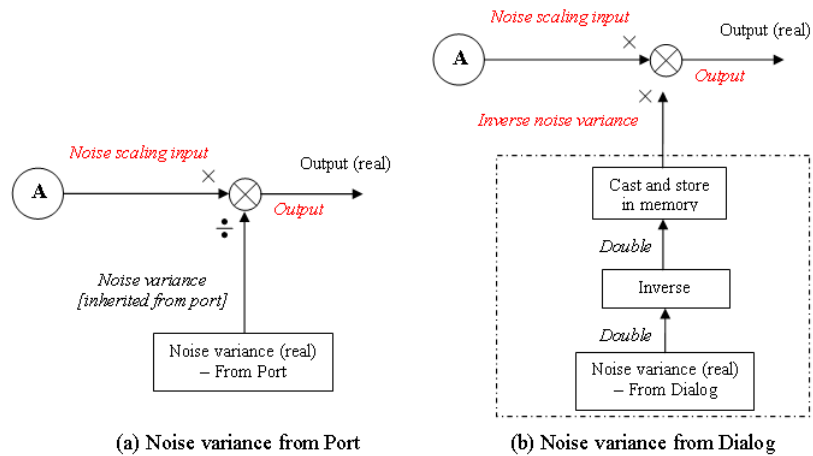 Noise scaling input
×
Output (real)
A
Output
÷
Noise variance
[inherited from port]
Noise variance (real)
– From Port
(a) Noise variance from Port
Noise scaling input
×
Output (real)
A
Output
×
Inverse noise variance
Cast and store
in memory
Double
Inverse
Double
Noise variance (real)
– From Dialog
(b) Noise variance from Dialog